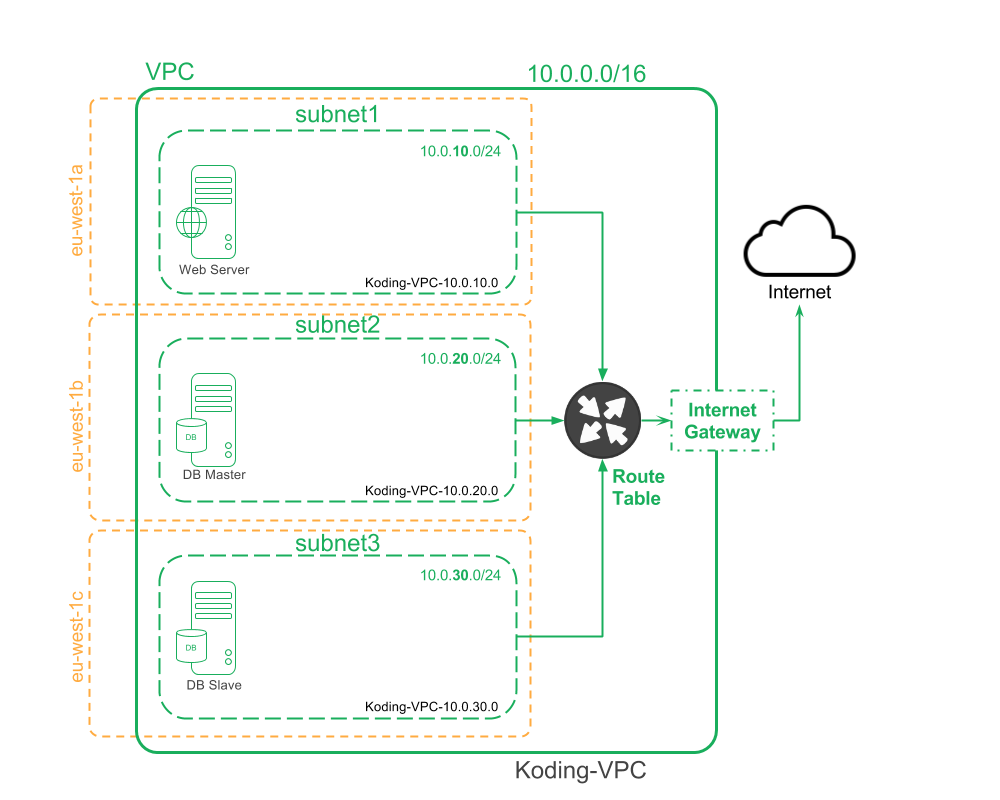 VPC
10.0.0.0/16
eu-west-1a
subnet1
10.0.10.0/24
Web Server
Koding-VPC-10.0.10.0
eu-west-1b
subnet2
10.0.20.0/24
DB
DB Master
Koding-VPC-10.0.20.0
eu-west-1c
subnet3
10.0.30.0/24
DB
DB Slave
Koding-VPC-10.0.30.0
Route
Table
Internet
Gateway
Internet
Koding-VPC